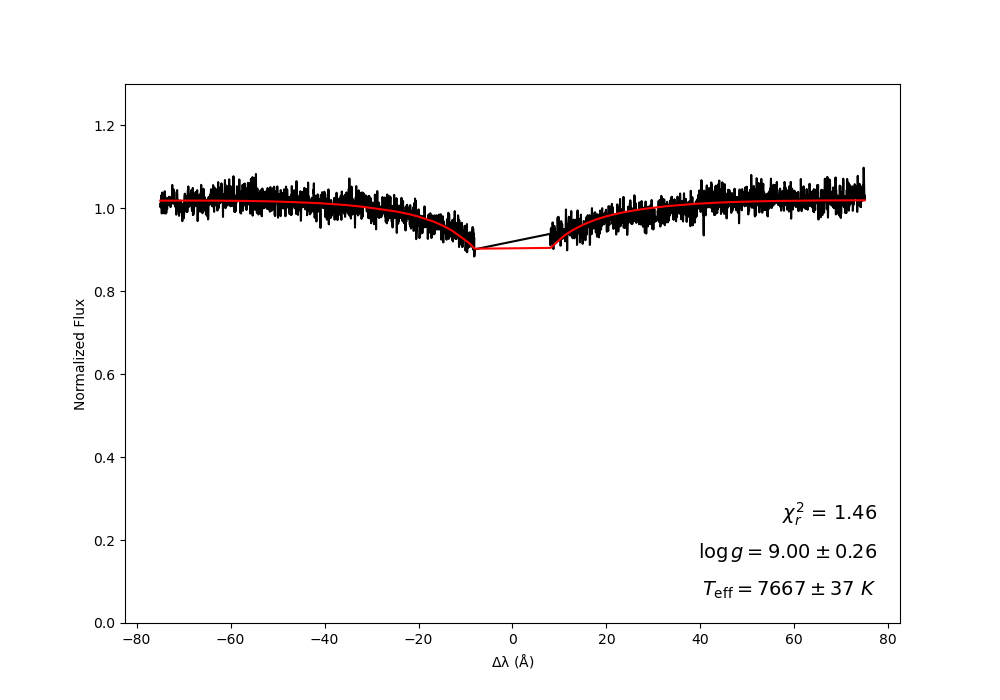 1.2
1.0
0.8
0.6
0.4
0.2
0.0
Normalized Flux
χ²ᵣ = 1.46
log g = 9.00 ± 0.26
T_eff = 7667 ± 37 K
−80 −60 −40 −20 0 20 40 60 80
Δλ (Å)